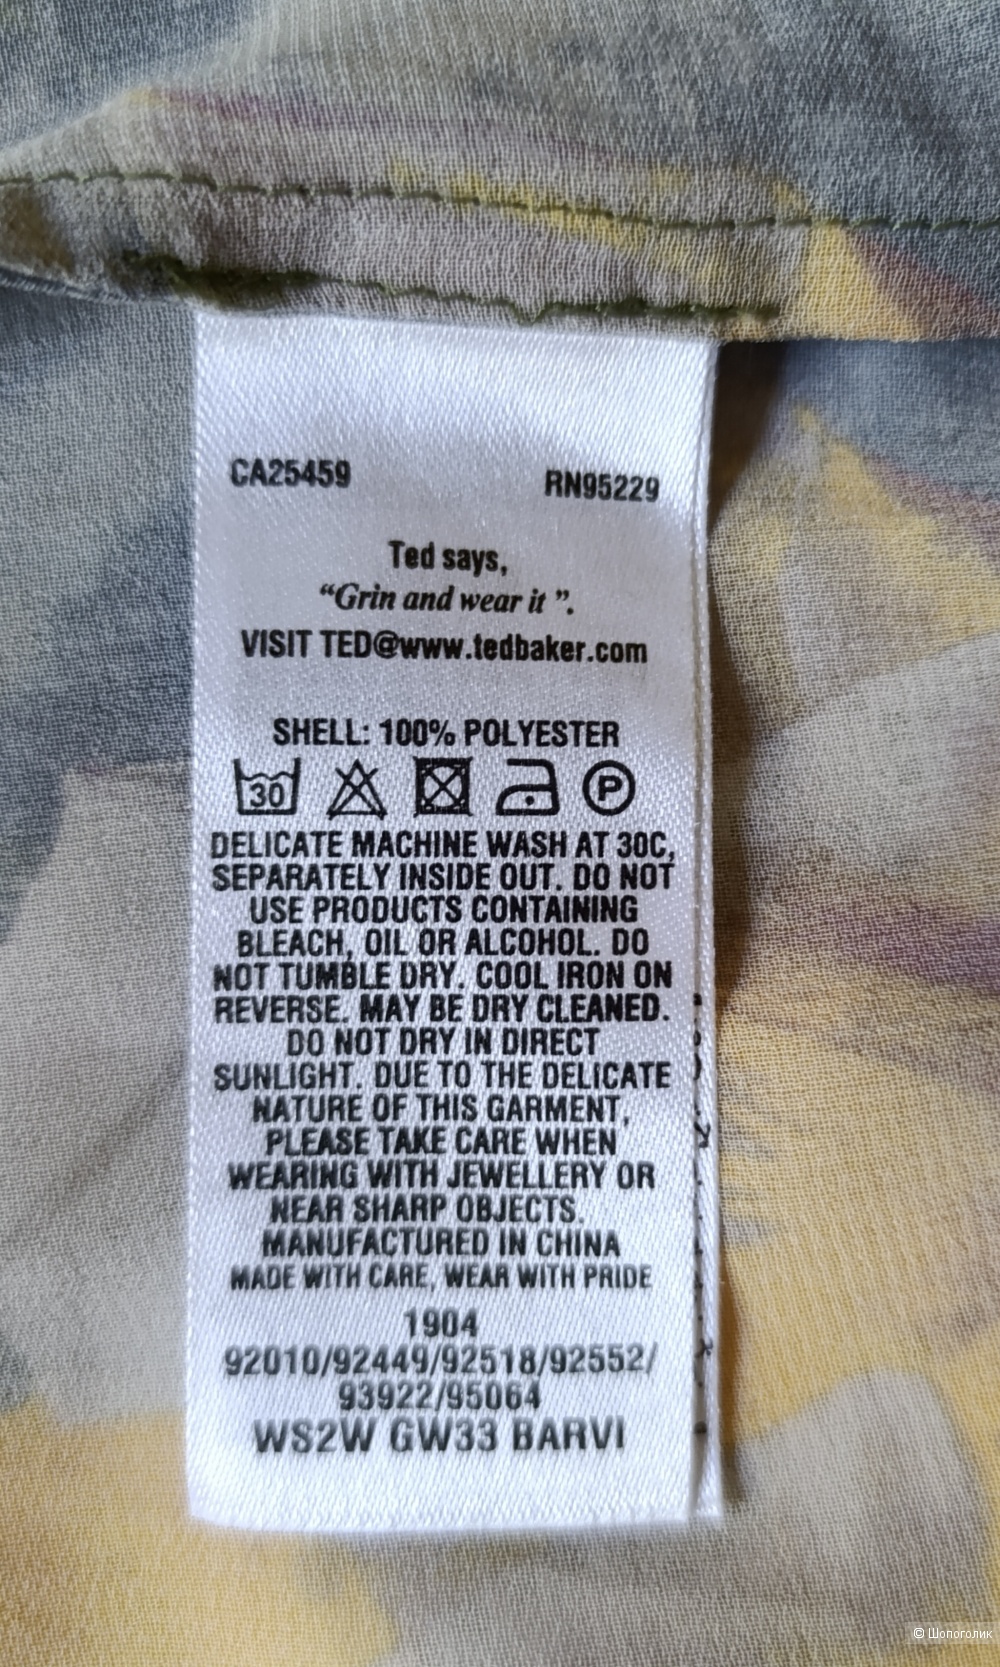 CA25459 RN95229
Ted says,
“Grin and wear it ”.
VISIT TED@www.tedbaker.com
SHELL: 100% POLYESTER
30 P
DELICATE MACHINE WASH AT 30C,
SEPARATELY INSIDE OUT. DO NOT
USE PRODUCTS CONTAINING
BLEACH, OIL OR ALCOHOL. DO
NOT TUMBLE DRY. COOL IRON ON
REVERSE. MAY BE DRY CLEANED.
DO NOT DRY IN DIRECT
SUNLIGHT. DUE TO THE DELICATE
NATURE OF THIS GARMENT,
PLEASE TAKE CARE WHEN
WEARING WITH JEWELLERY OR
NEAR SHARP OBJECTS.
MANUFACTURED IN CHINA
MADE WITH CARE, WEAR WITH PRIDE
1904
92010/92449/92518/92552/
93922/95064
WS2W GW33 BARVI
© Шопоголик